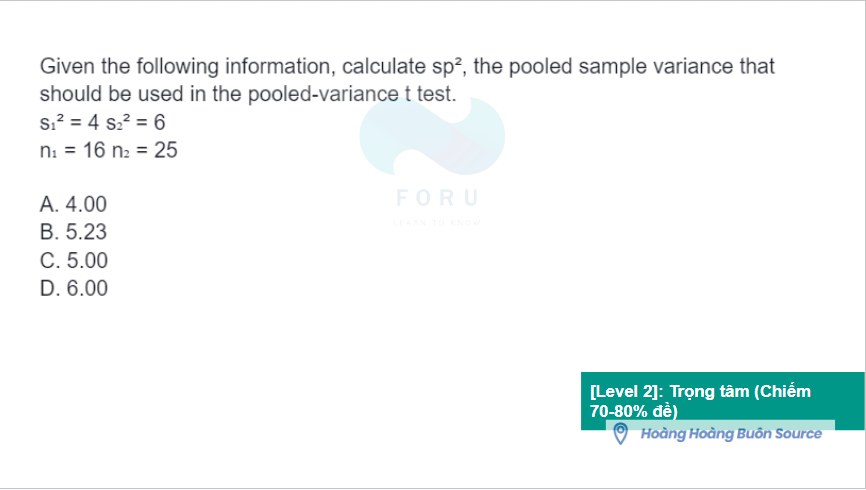 Given the following information, calculate sp², the pooled sample variance that
should be used in the pooled-variance t test.
s₁² = 4 s₂² = 6
n₁ = 16 n₂ = 25
FORU
A. 4.00
B. 5.23
C. 5.00
D. 6.00
[Level 2]: Trọng tâm (Chiếm
70-80% đề)
Hoàng Hoàng Buôn Source